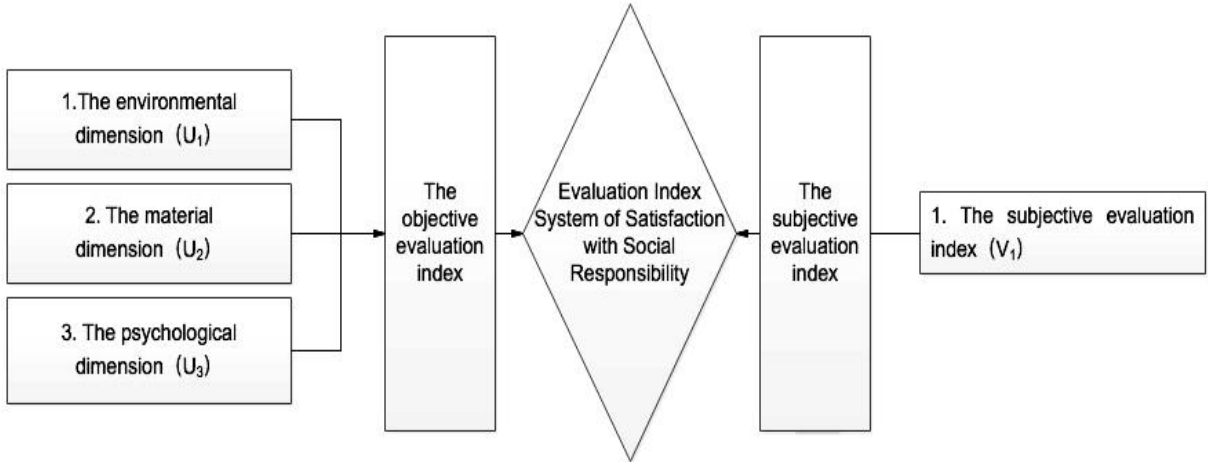 1.The environmental
dimension (U₁)
2. The material
dimension (U₂)
3. The psychological
dimension (U₃)
The
objective
evaluation
index
Evaluation Index
System of Satisfaction
with Social
Responsibility
The
subjective
evaluation
index
1. The subjective evaluation
index (V₁)